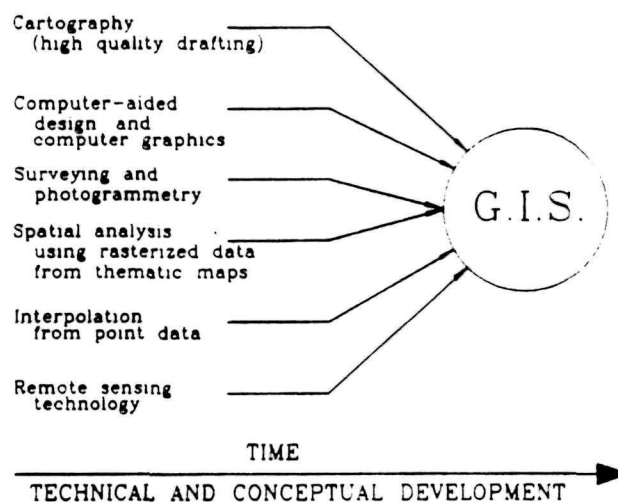 Cartography
(high quality drafting)
Computer-aided
design and
computer graphics
Surveying and
photogrammetry
Spatial analysis
using rasterized data
from thematic maps
Interpolation
from point data
Remote sensing
technology
G.I.S.
TIME
TECHNICAL AND CONCEPTUAL DEVELOPMENT